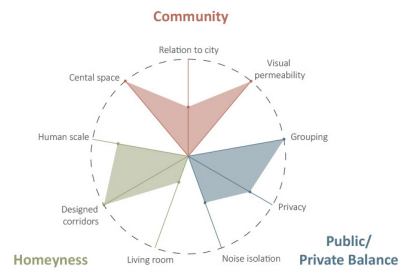 Community
Relation to city
Cental space
Visual
permeability
Human scale
Grouping
Designed
corridors
Privacy
Living room
Noise isolation
Homeyness
Public/
Private Balance